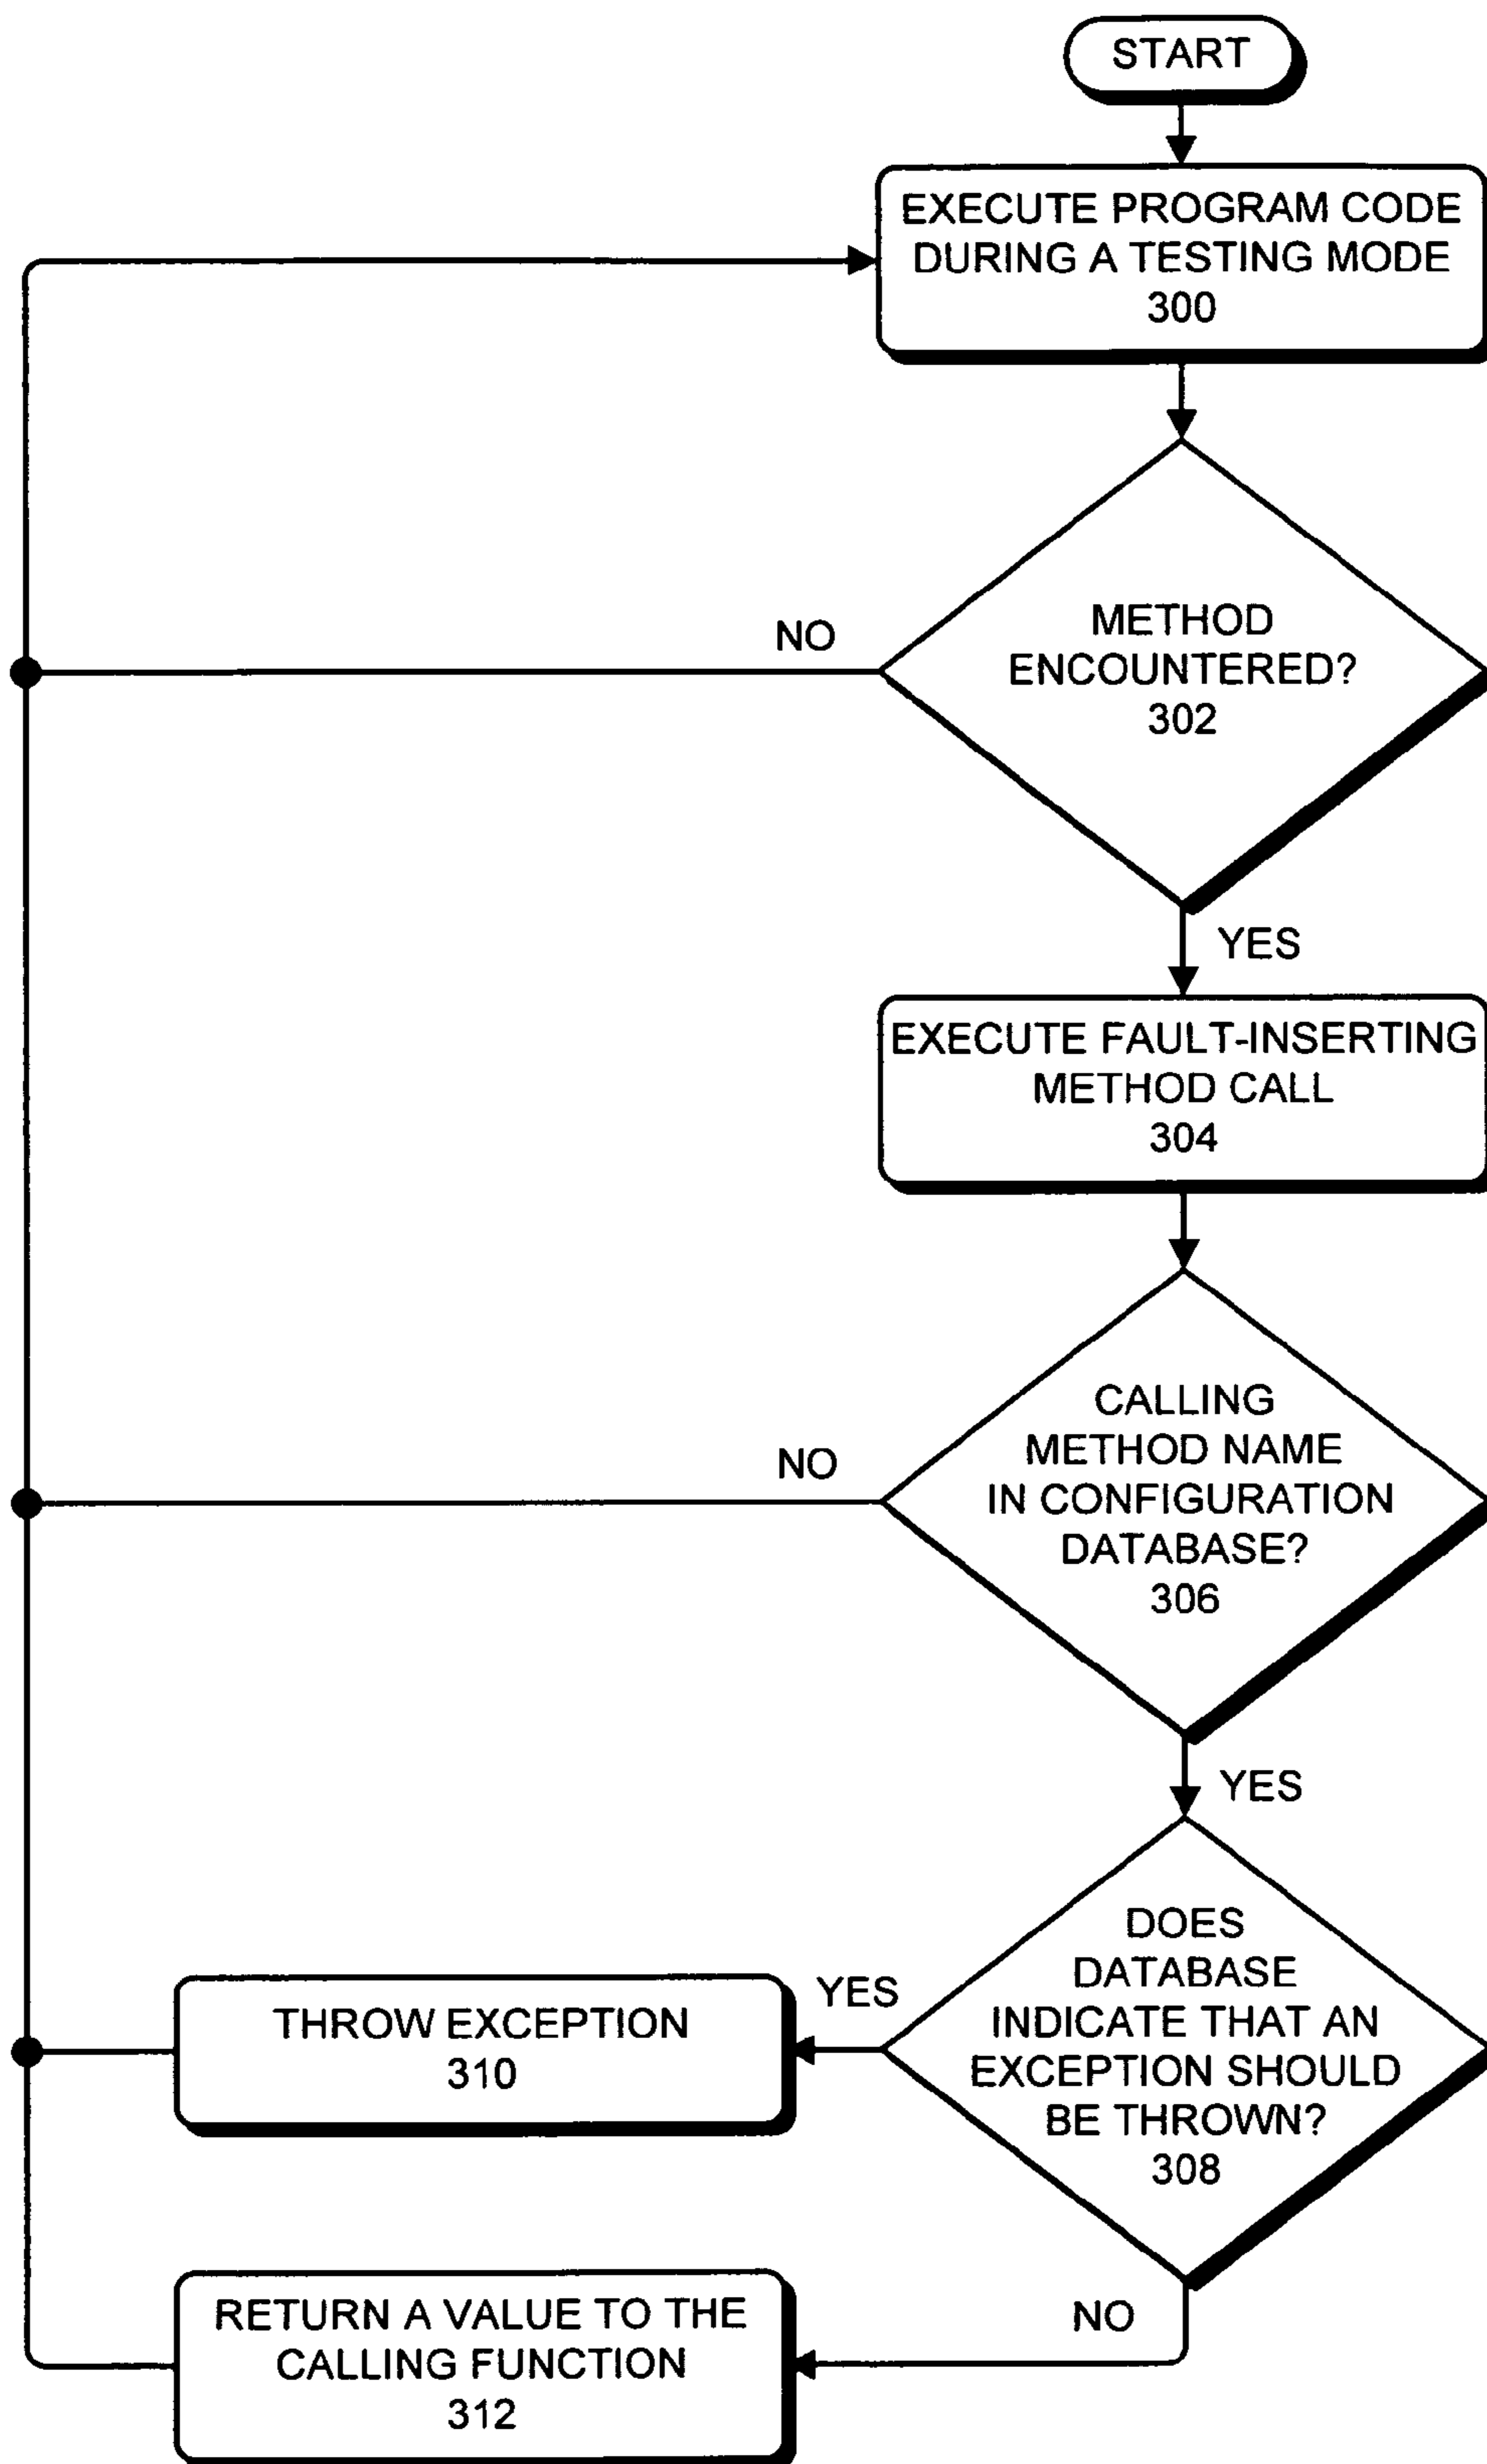 START
EXECUTE PROGRAM CODE
DURING A TESTING MODE
300
METHOD
ENCOUNTERED?
302
NO
YES
EXECUTE FAULT-INSERTING
METHOD CALL
304
CALLING
METHOD NAME
IN CONFIGURATION
DATABASE?
306
NO
YES
DOES
DATABASE
INDICATE THAT AN
EXCEPTION SHOULD
BE THROWN?
308
YES
THROW EXCEPTION
310
NO
RETURN A VALUE TO THE
CALLING FUNCTION
312